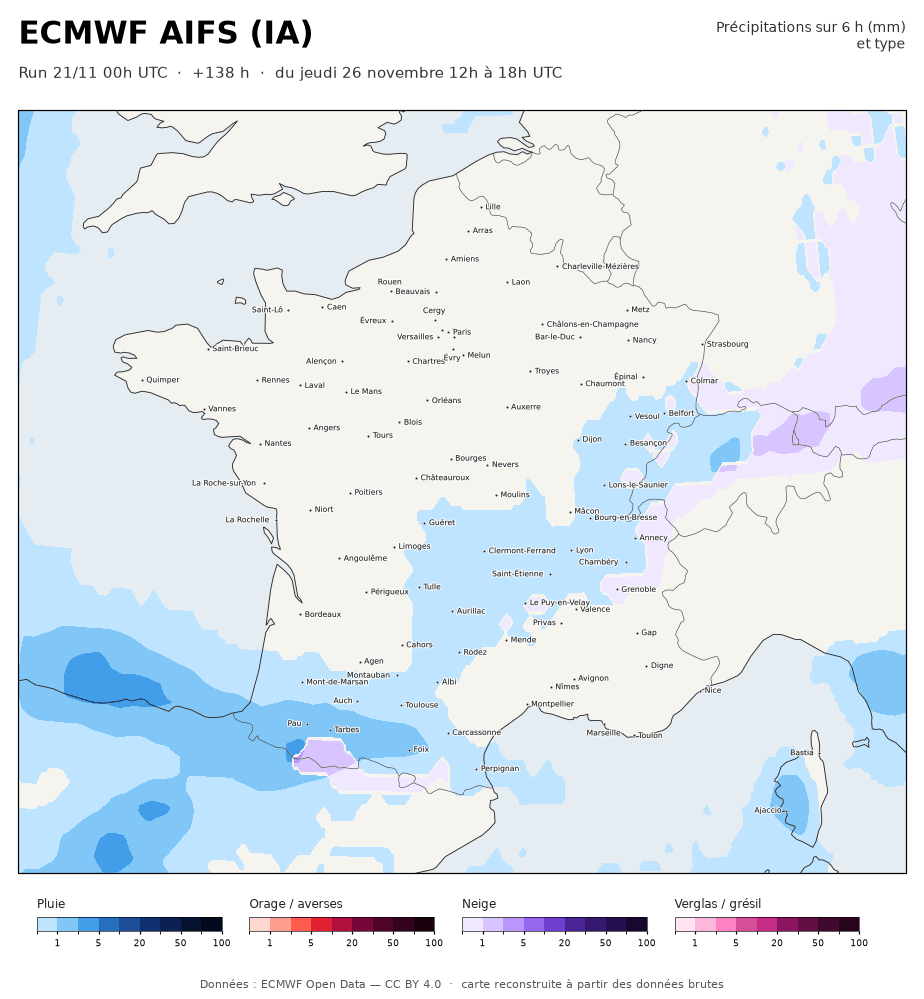 ECMWF AIFS (IA)
Précipitations sur 6 h (mm)
et type
Run 21/11 00h UTC · +138 h · du jeudi 26 novembre 12h à 18h UTC
Lille
Arras
Amiens
Charleville-Mézières
Rouen
Laon
Beauvais
Saint-Lô
Caen
Cergy
Metz
Évreux
Châlons-en-Champagne
Versailles
Paris
Bar-le-Duc
Nancy
Strasbourg
Saint-Brieuc
Alençon
Chartres
Évry
Melun
Troyes
Épinal
Quimper
Rennes
Laval
Chaumont
Colmar
Le Mans
Orléans
Auxerre
Vannes
Vesoul
Belfort
Angers
Blois
Tours
Dijon
Besançon
Nantes
Bourges
Nevers
La Roche-sur-Yon
Châteauroux
Lons-le-Saunier
Poitiers
Moulins
Niort
Mâcon
Bourg-en-Bresse
La Rochelle
Guéret
Annecy
Limoges
Clermont-Ferrand
Lyon
Angoulême
Chambéry
Saint-Étienne
Périgueux
Tulle
Grenoble
Le Puy-en-Velay
Valence
Bordeaux
Aurillac
Privas
Gap
Cahors
Mende
Rodez
Agen
Digne
Montauban
Mont-de-Marsan
Albi
Avignon
Nîmes
Nice
Auch
Toulouse
Montpellier
Pau
Tarbes
Carcassonne
Marseille
Toulon
Foix
Bastia
Perpignan
Ajaccio
Pluie
Orage / averses
Neige
Verglas / grésil
1 5 20 50 100
1 5 20 50 100
1 5 20 50 100
1 5 20 50 100
Données : ECMWF Open Data — CC BY 4.0 · carte reconstruite à partir des données brutes